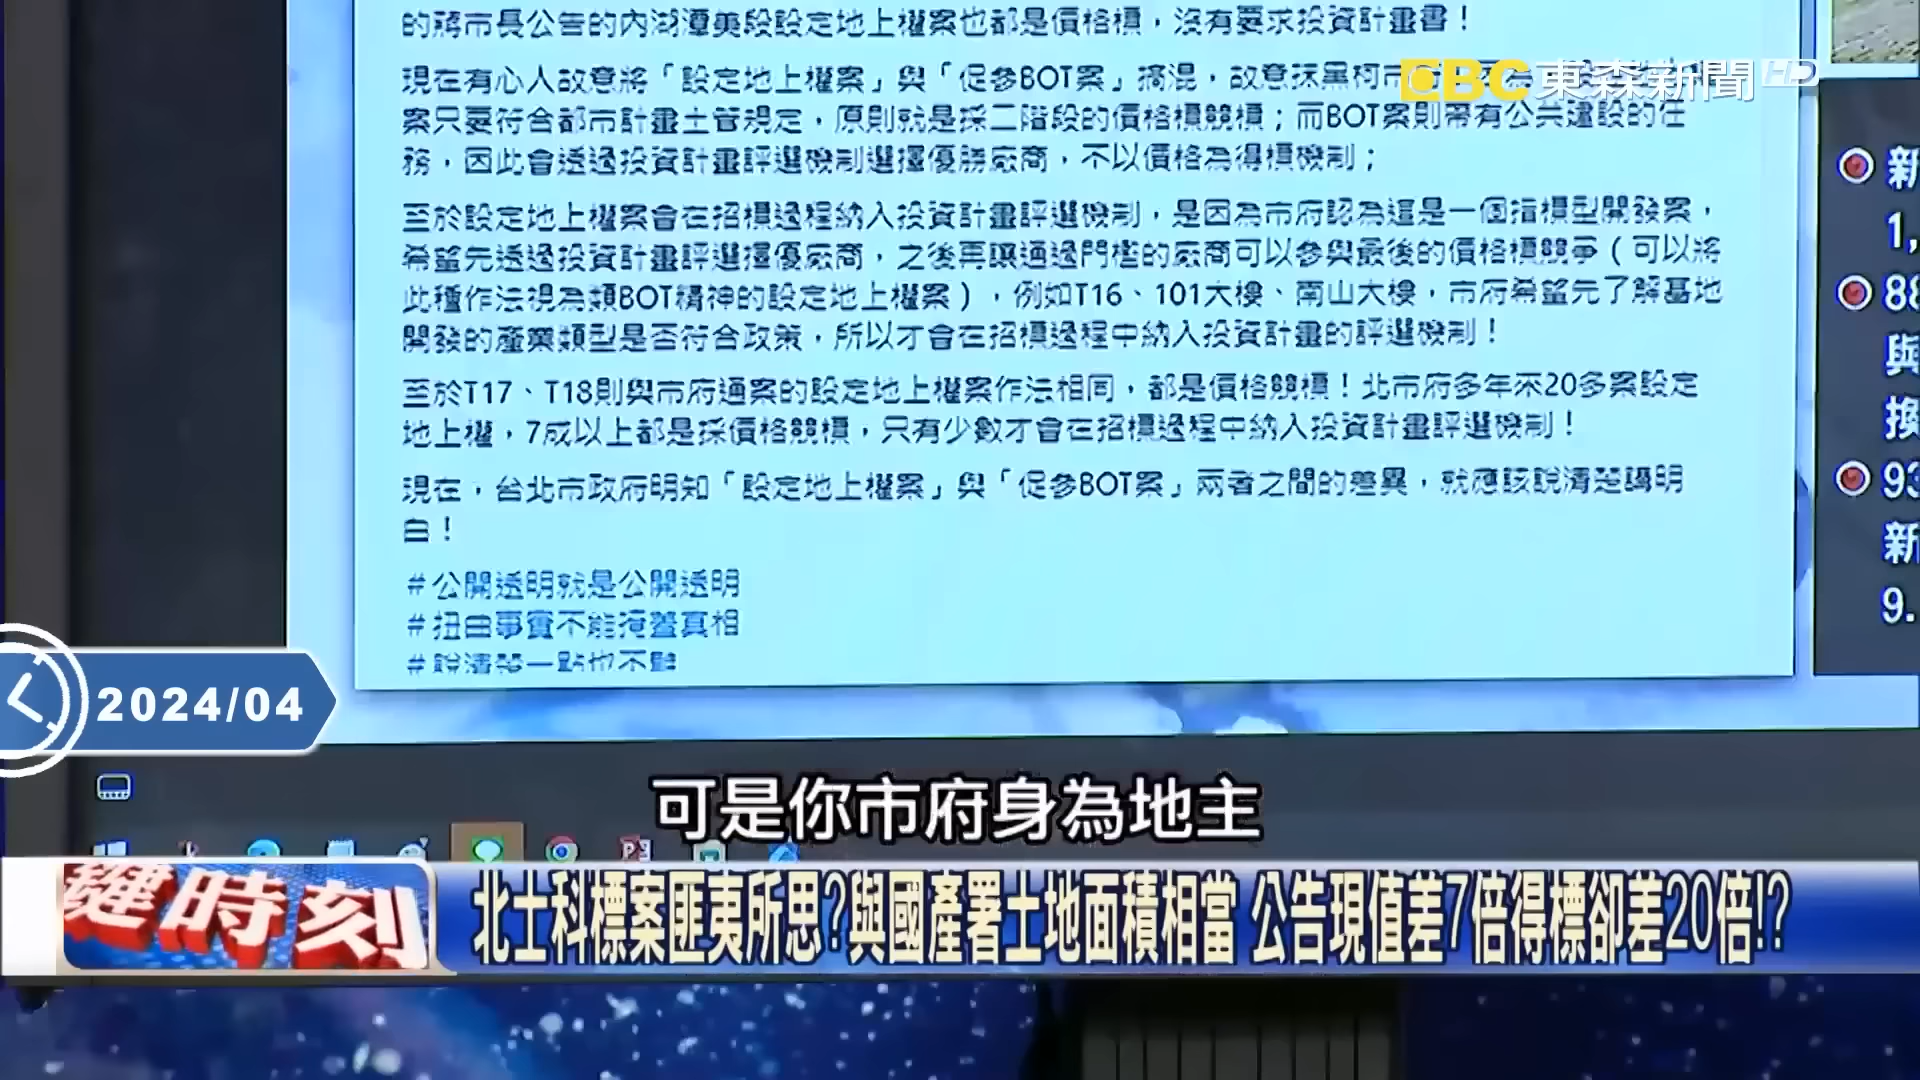 的蔣市長公告的內湖潭美段設定地上權案也都是價格標，沒有要求投資計畫書！
現在有心人故意將「設定地上權案」與「促參BOT案」搞混，故意抹黑柯市
EBC東森新聞HD
案只要符合都市計畫土管規定，原則就是採二階段的價格標競標；而BOT案則帶有公共建設的任
務，因此會透過投資計畫評選機制選擇優勝廠商，不以價格為得標機制；
至於設定地上權案會在招標過程納入投資計畫評選機制，是因為市府認為這是一個指標型開發案，
希望先透過投資計畫評選擇優廠商，之後再讓通過門檻的廠商可以參與最後的價格標競爭（可以將
此種作法視為類BOT精神的設定地上權案），例如T16、101大樓、南山大樓，市府希望先了解基地
開發的產業類型是否符合政策，所以才會在招標過程中納入投資計畫的評選機制！
至於T17、T18則與市府通案的設定地上權案作法相同，都是價格競標！北市府多年來20多案設定
地上權，7成以上都是採價格競標，只有少數才會在招標過程中納入投資計畫評選機制！
現在，台北市政府明知「設定地上權案」與「促參BOT案」兩者之間的差異，就應該說清楚講明
白！
#公開透明就是公開透明
#扭曲事實不能掩蓋真相
#說清楚一點也不難
新
1,
88
與
換
93
新
9.
2024/04
可是你市府身為地主
鍵時刻
北士科標案匪夷所思?與國產署土地面積相當 公告現值差7倍得標卻差20倍!?